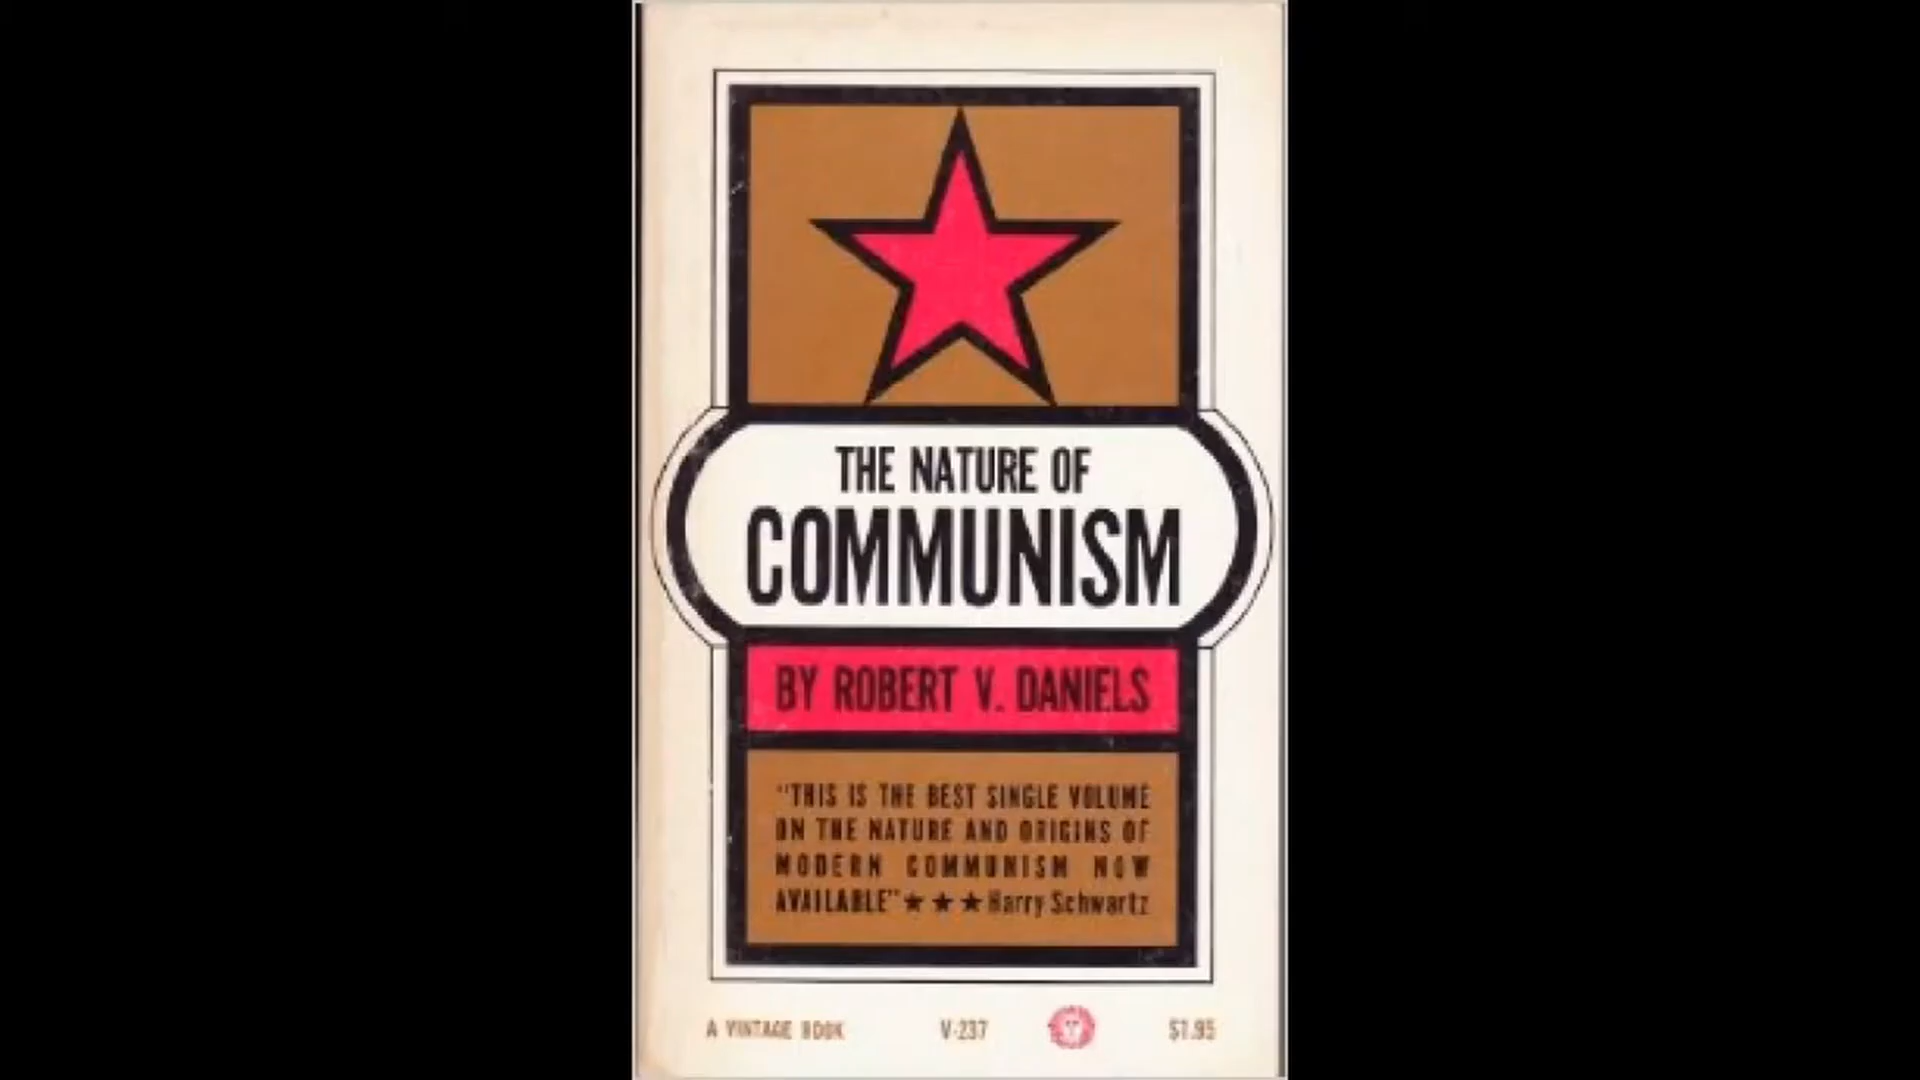 THE NATURE OF
COMMUNISM
BY ROBERT V. DANIELS
"THIS IS THE BEST SINGLE VOLUME
ON THE NATURE AND ORIGINS OF
MODERN COMMUNISM NOW
AVAILABLE" ★ ★ ★ Harry Schwartz
A VINTAGE BOOK V-237 $1.95